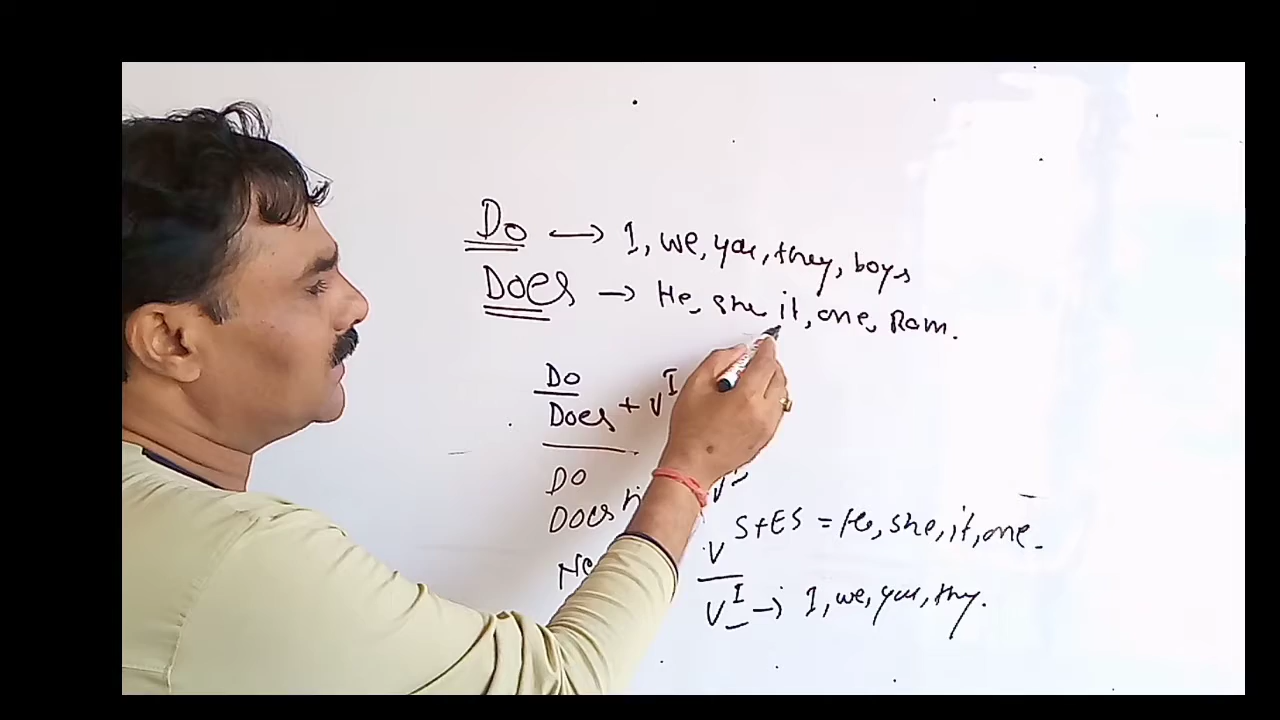 Do → I, we, you, they, boys
Does → He, she it, one, Ram.
Do
Does + V I
Do
Does
Ne
V S+ES = He, she, it, one.
V I → I, we, you, they.